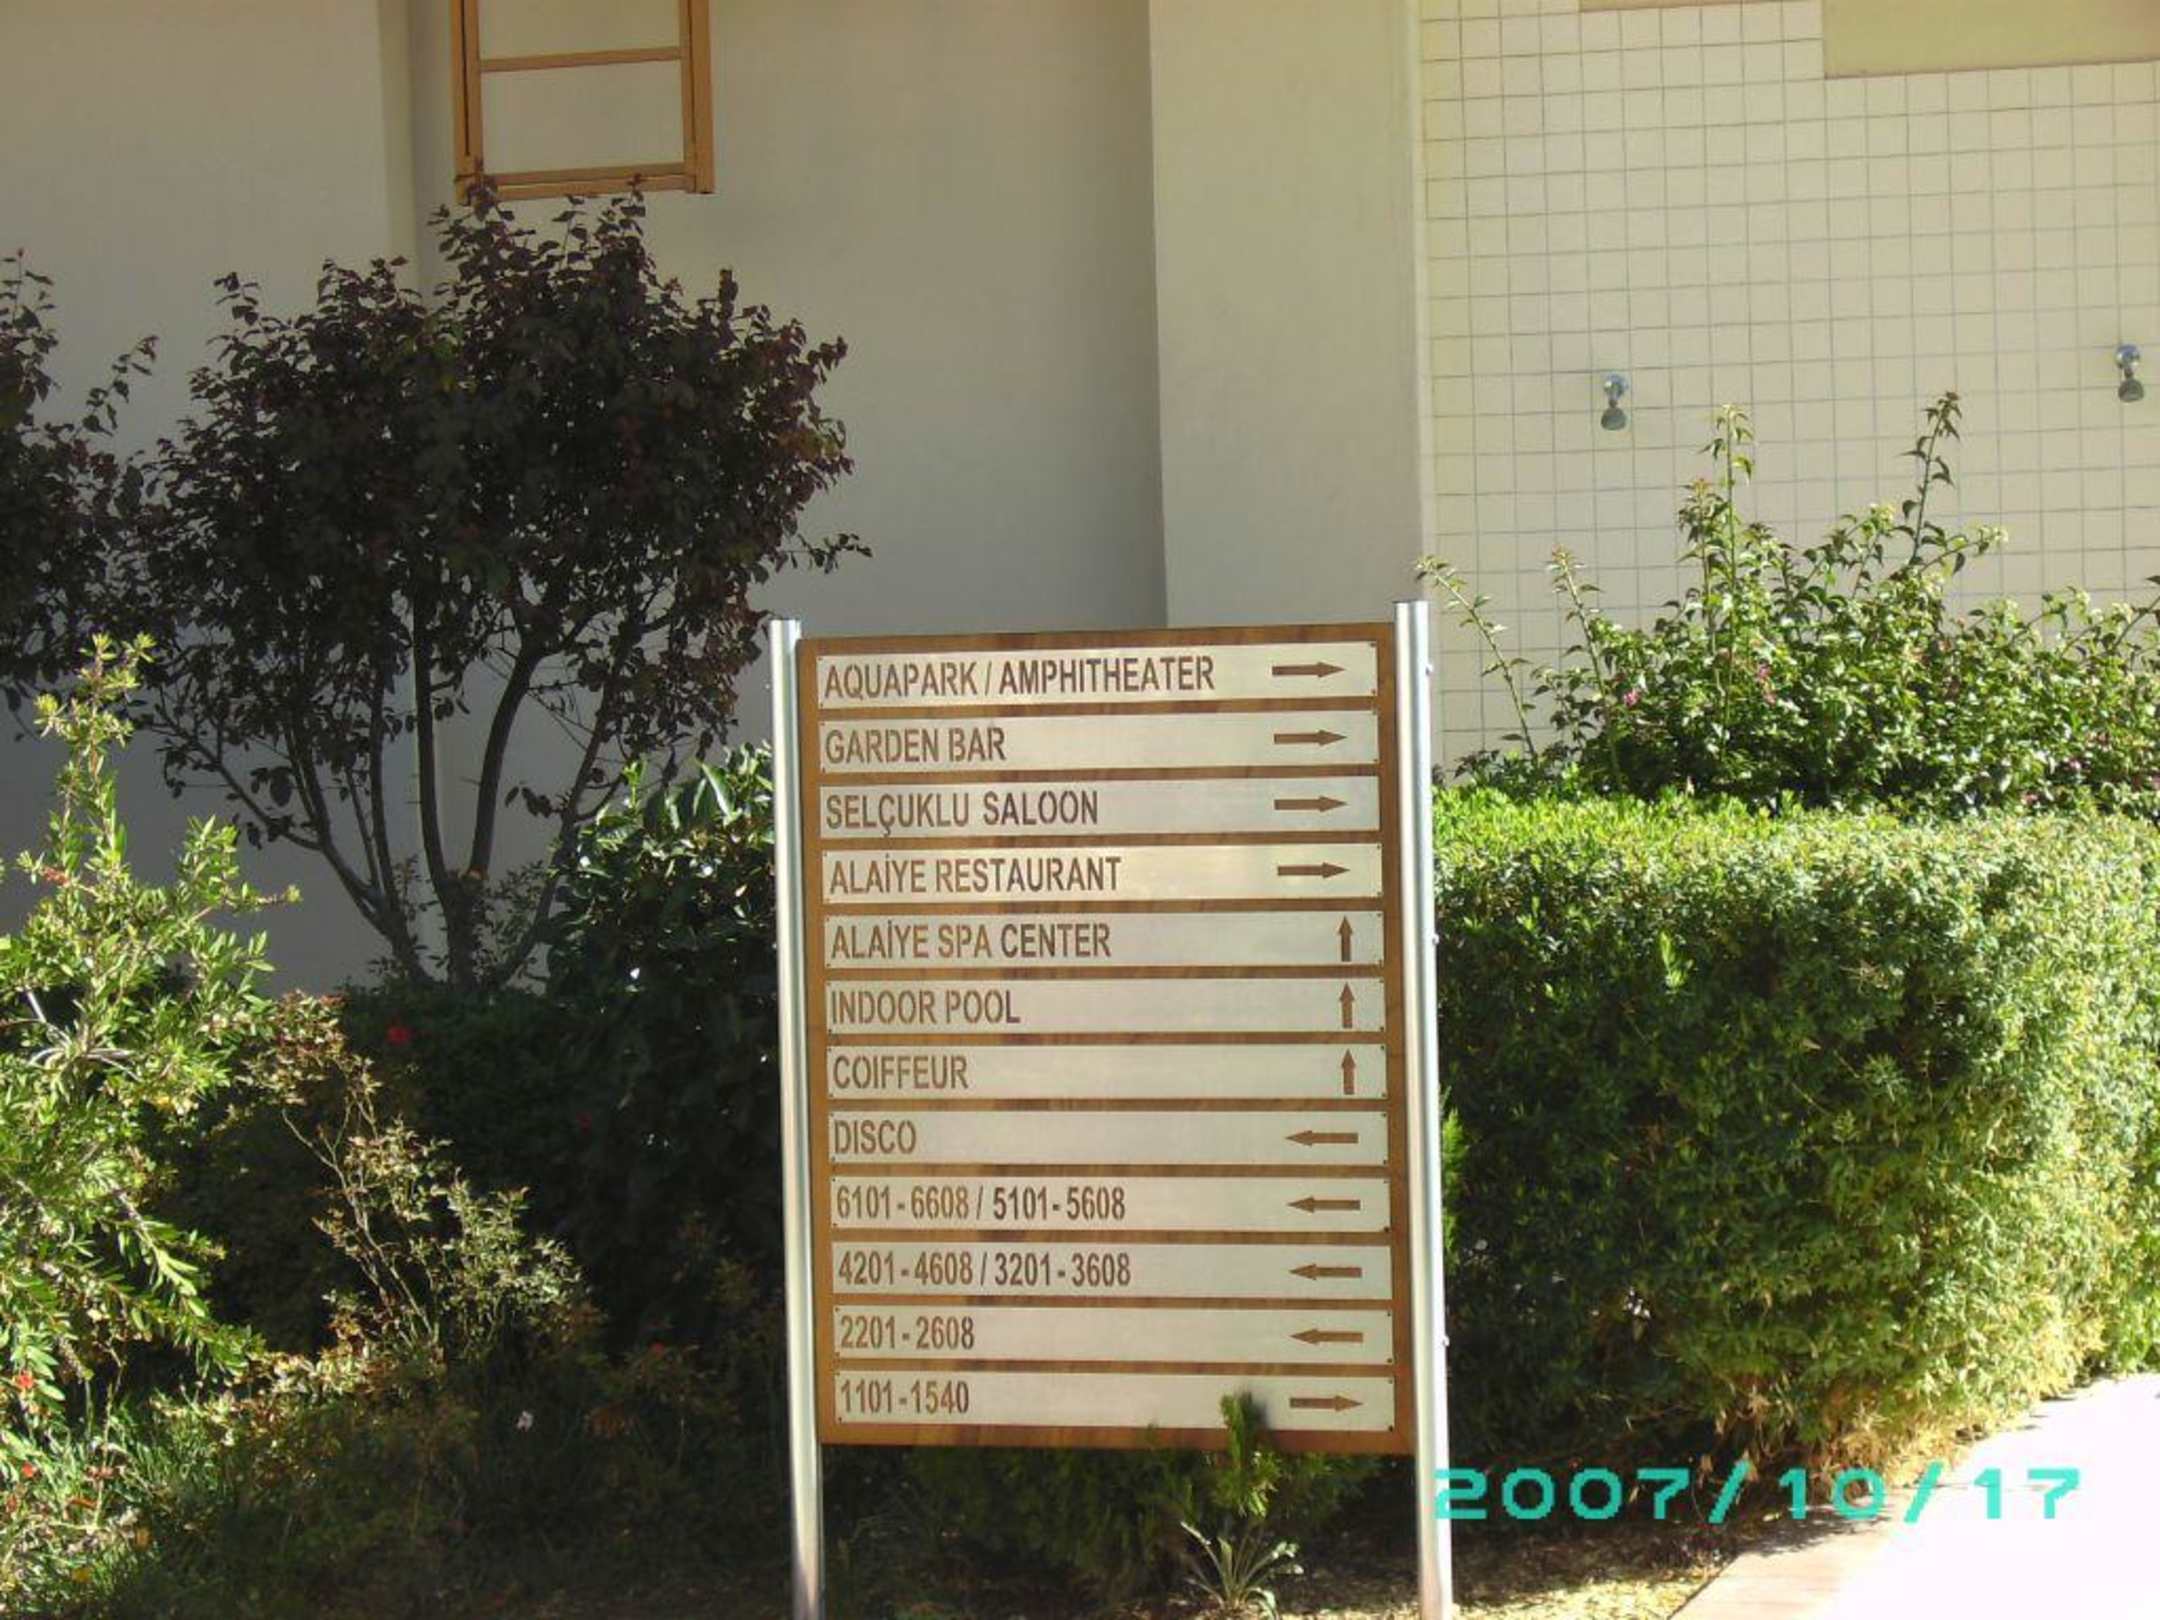 AQUAPARK / AMPHITHEATER →
GARDEN BAR →
SELÇUKLU SALOON →
ALAİYE RESTAURANT →
ALAİYE SPA CENTER ↑
INDOOR POOL ↑
COIFFEUR ↑
DISCO ←
6101-6608 / 5101-5608 ←
4201-4608 / 3201-3608 ←
2201-2608 ←
1101-1540 →
2007/10/17